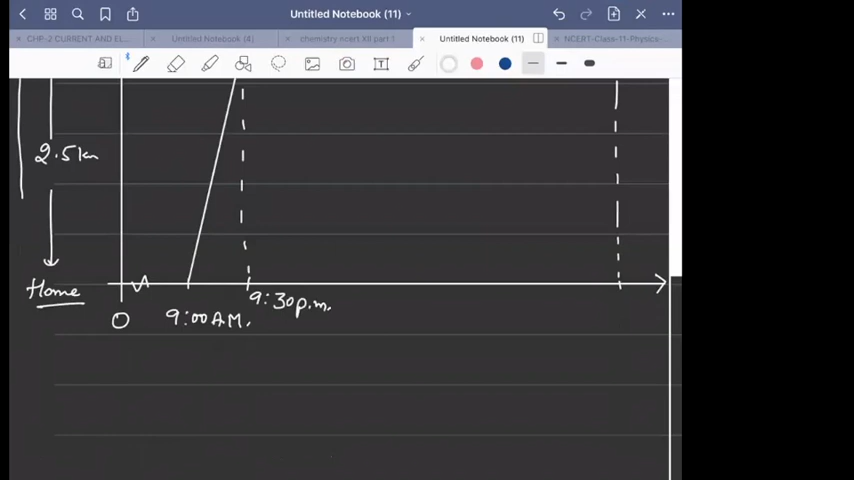 Untitled Notebook (11)
CHP-2 CURRENT AND EL...
Untitled Notebook (4)
chemistry ncert XII part 1
Untitled Notebook (11)
NCERT-Class-11-Physics-...
2.5km
Home
0
9:00AM.
9:30p.m.